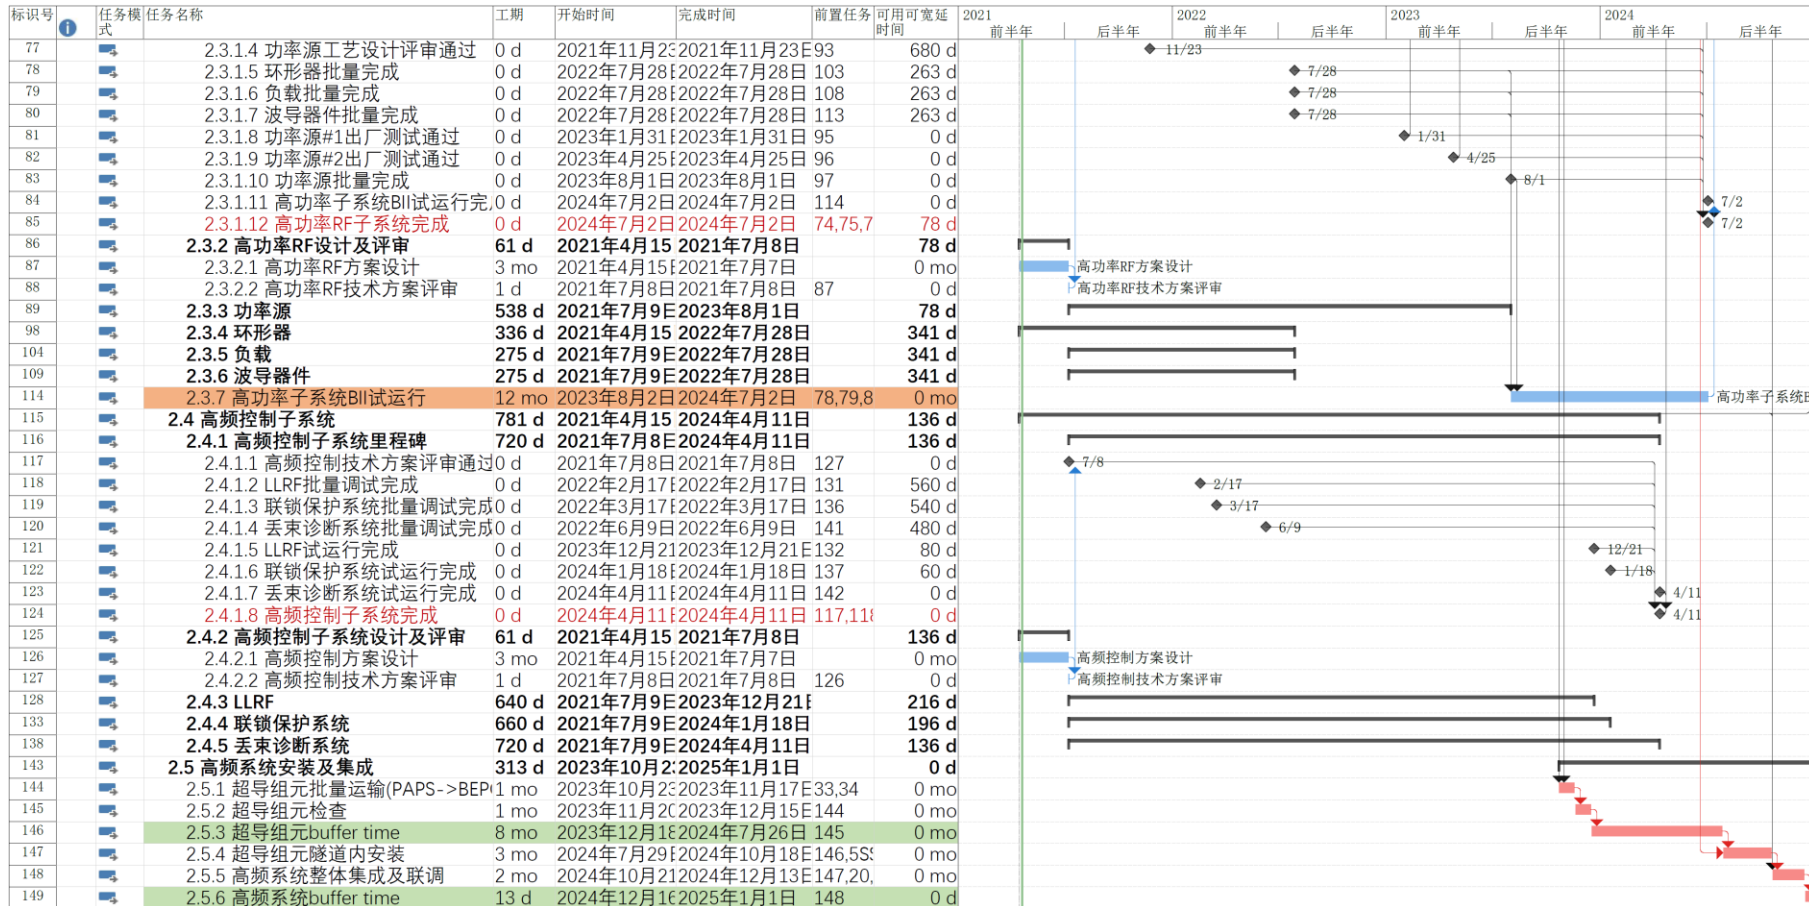 标识号 任务模式 任务名称 工期 开始时间 完成时间 前置任务 可用可宽延时间 2021 2022 2023 2024
前半年 后半年 前半年 后半年 前半年 后半年 前半年 后半年
77 2.3.1.4 功率源工艺设计评审通过 0 d 2021年11月23 2021年11月23日 93 680 d 11/23
78 2.3.1.5 环形器批量完成 0 d 2022年7月28 2022年7月28日 103 263 d 7/28
79 2.3.1.6 负载批量完成 0 d 2022年7月28 2022年7月28日 108 263 d 7/28
80 2.3.1.7 波导器件批量完成 0 d 2022年7月28 2022年7月28日 113 263 d 7/28
81 2.3.1.8 功率源#1出厂测试通过 0 d 2023年1月31 2023年1月31日 95 0 d 1/31
82 2.3.1.9 功率源#2出厂测试通过 0 d 2023年4月25 2023年4月25日 96 0 d 4/25
83 2.3.1.10 功率源批量完成 0 d 2023年8月1日 2023年8月1日 97 0 d 8/1
84 2.3.1.11 高功率子系统BII试运行完 0 d 2024年7月2日 2024年7月2日 114 0 d 7/2
85 2.3.1.12 高功率RF子系统完成 0 d 2024年7月2日 2024年7月2日 74,75,7 78 d 7/2
86 2.3.2 高功率RF设计及评审 61 d 2021年4月15 2021年7月8日 78 d
87 2.3.2.1 高功率RF方案设计 3 mo 2021年4月15 2021年7月7日 0 mo 高功率RF方案设计
88 2.3.2.2 高功率RF技术方案评审 1 d 2021年7月8日 2021年7月8日 87 0 d 高功率RF技术方案评审
89 2.3.3 功率源 538 d 2021年7月9日 2023年8月1日 78 d
98 2.3.4 环形器 336 d 2021年4月15 2022年7月28日 341 d
104 2.3.5 负载 275 d 2021年7月9日 2022年7月28日 341 d
109 2.3.6 波导器件 275 d 2021年7月9日 2022年7月28日 341 d
114 2.3.7 高功率子系统BII试运行 12 mo 2023年8月2日 2024年7月2日 78,79,8 0 mo 高功率子系统B
115 2.4 高频控制子系统 781 d 2021年4月15 2024年4月11日 136 d
116 2.4.1 高频控制子系统里程碑 720 d 2021年7月8日 2024年4月11日 136 d
117 2.4.1.1 高频控制技术方案评审通过 0 d 2021年7月8日 2021年7月8日 127 0 d 7/8
118 2.4.1.2 LLRF批量调试完成 0 d 2022年2月17 2022年2月17日 131 560 d 2/17
119 2.4.1.3 联锁保护系统批量调试完成 0 d 2022年3月17 2022年3月17日 136 540 d 3/17
120 2.4.1.4 丢束诊断系统批量调试完成 0 d 2022年6月9日 2022年6月9日 141 480 d 6/9
121 2.4.1.5 LLRF试运行完成 0 d 2023年12月21 2023年12月21日 132 80 d 12/21
122 2.4.1.6 联锁保护系统试运行完成 0 d 2024年1月18 2024年1月18日 137 60 d 1/18
123 2.4.1.7 丢束诊断系统试运行完成 0 d 2024年4月11 2024年4月11日 142 0 d 4/11
124 2.4.1.8 高频控制子系统完成 0 d 2024年4月11 2024年4月11日 117,118 0 d 4/11
125 2.4.2 高频控制子系统设计及评审 61 d 2021年4月15 2021年7月8日 136 d
126 2.4.2.1 高频控制方案设计 3 mo 2021年4月15 2021年7月7日 0 mo 高频控制方案设计
127 2.4.2.2 高频控制技术方案评审 1 d 2021年7月8日 2021年7月8日 126 0 d 高频控制技术方案评审
128 2.4.3 LLRF 640 d 2021年7月9日 2023年12月21日 216 d
133 2.4.4 联锁保护系统 660 d 2021年7月9日 2024年1月18日 196 d
138 2.4.5 丢束诊断系统 720 d 2021年7月9日 2024年4月11日 136 d
143 2.5 高频系统安装及集成 313 d 2023年10月2 2025年1月1日 0 d
144 2.5.1 超导组元批量运输(PAPS->BEP 1 mo 2023年10月23 2023年11月17日 33,34 0 mo
145 2.5.2 超导组元检查 1 mo 2023年11月20 2023年12月15日 144 0 mo
146 2.5.3 超导组元buffer time 8 mo 2023年12月18 2024年7月26日 145 0 mo
147 2.5.4 超导组元隧道内安装 3 mo 2024年7月29 2024年10月18日 146,5SS 0 mo
148 2.5.5 高频系统整体集成及联调 2 mo 2024年10月21 2024年12月13日 147,20, 0 mo
149 2.5.6 高频系统buffer time 13 d 2024年12月16 2025年1月1日 148 0 d